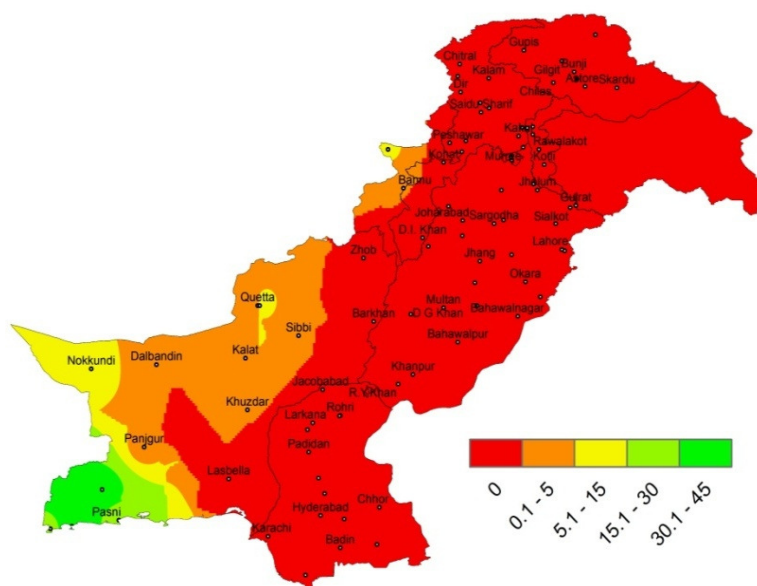 Gupis
Chitral
Bunji
Kalam
Gilgit
Astore
Skardu
Dir
Chilas
Saidu Sharif
Peshawar
Rawalakot
Kohat
Kotli
Bannu
Jhelum
Gujrat
Joharabad
Sargodha
Sialkot
D.I. Khan
Lahore
Zhob
Jhang
Okara
Quetta
Multan
Barkhan
D G Khan
Bahawalnagar
Sibbi
Bahawalpur
Nokkundi
Dalbandin
Kalat
Khanpur
Jacobabad
R.Y.Khan
Khuzdar
Rohri
Larkana
Panjgur
Padidan
Lasbella
Chhor
Pasni
Hyderabad
Karachi
Badin
0
0.1 - 5
5.1 - 15
15.1 - 30
30.1 - 45